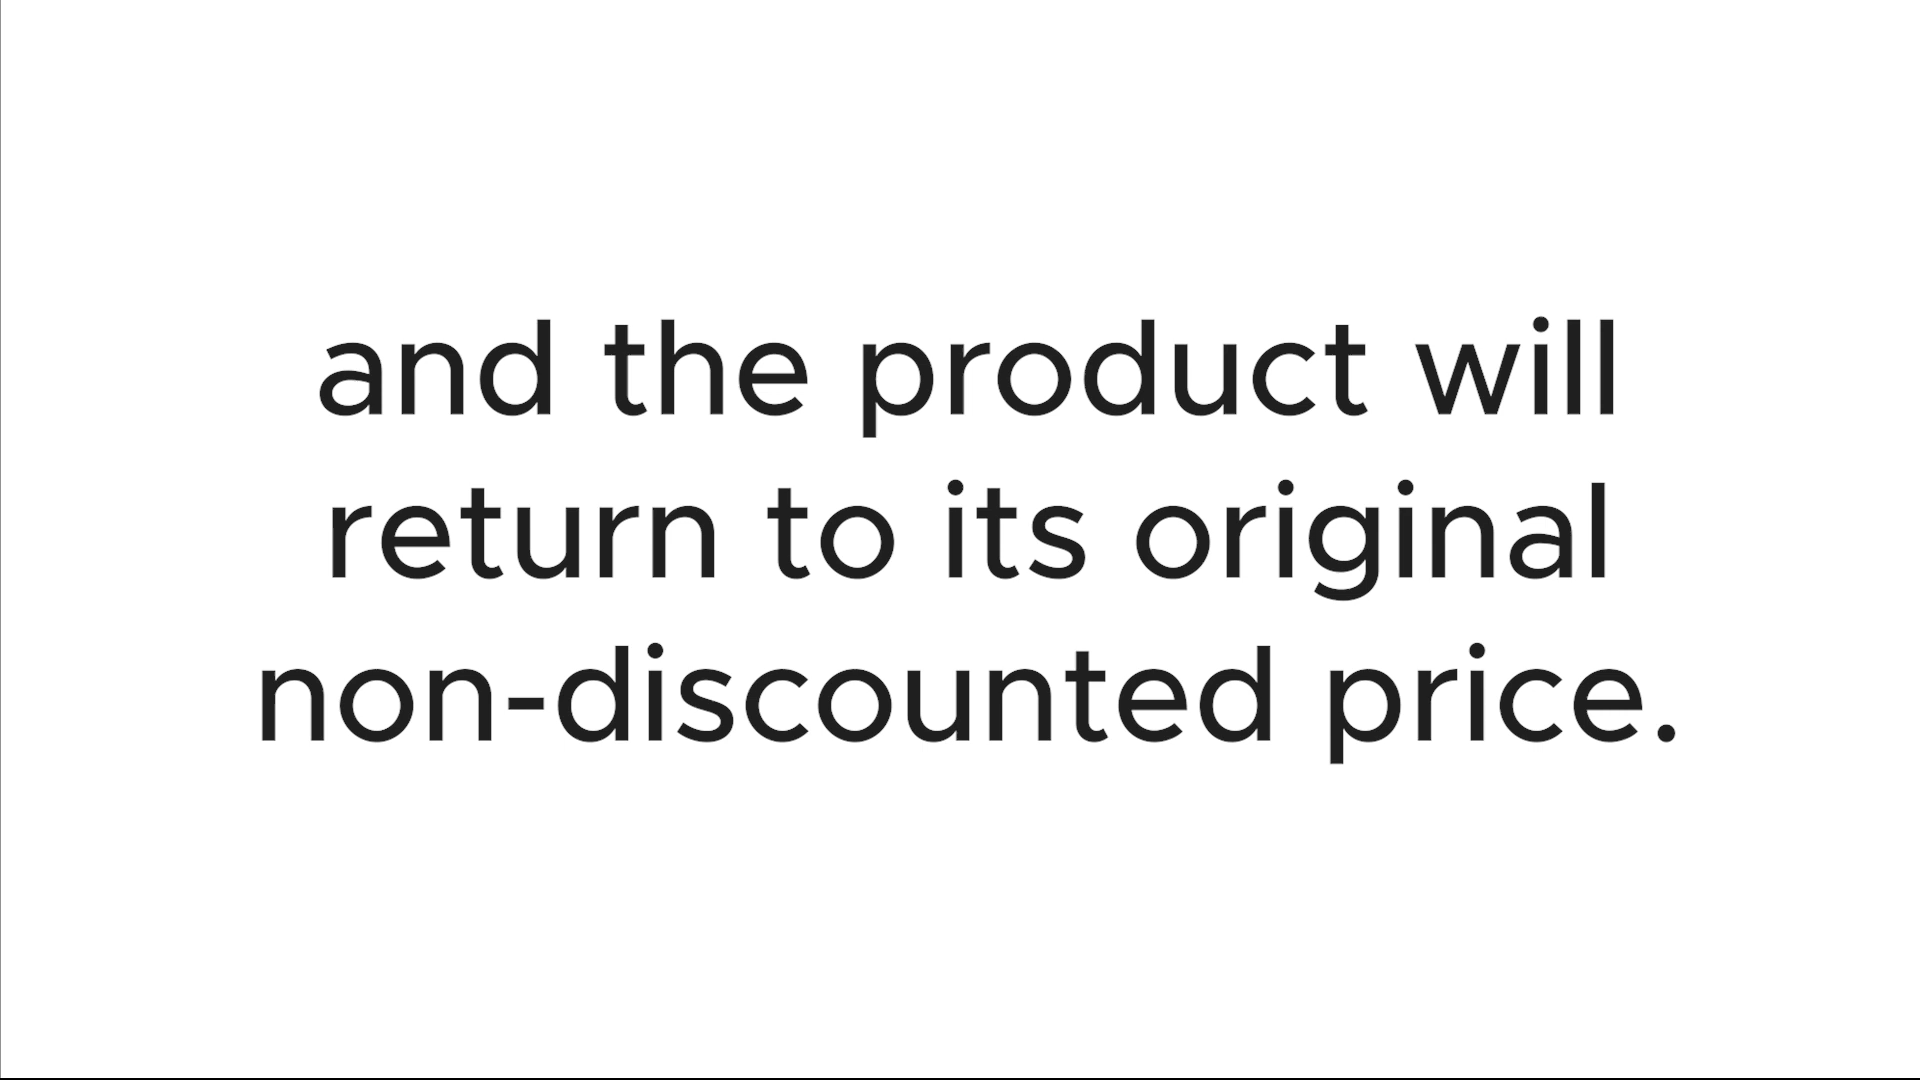 and the product will
return to its original
non-discounted price.